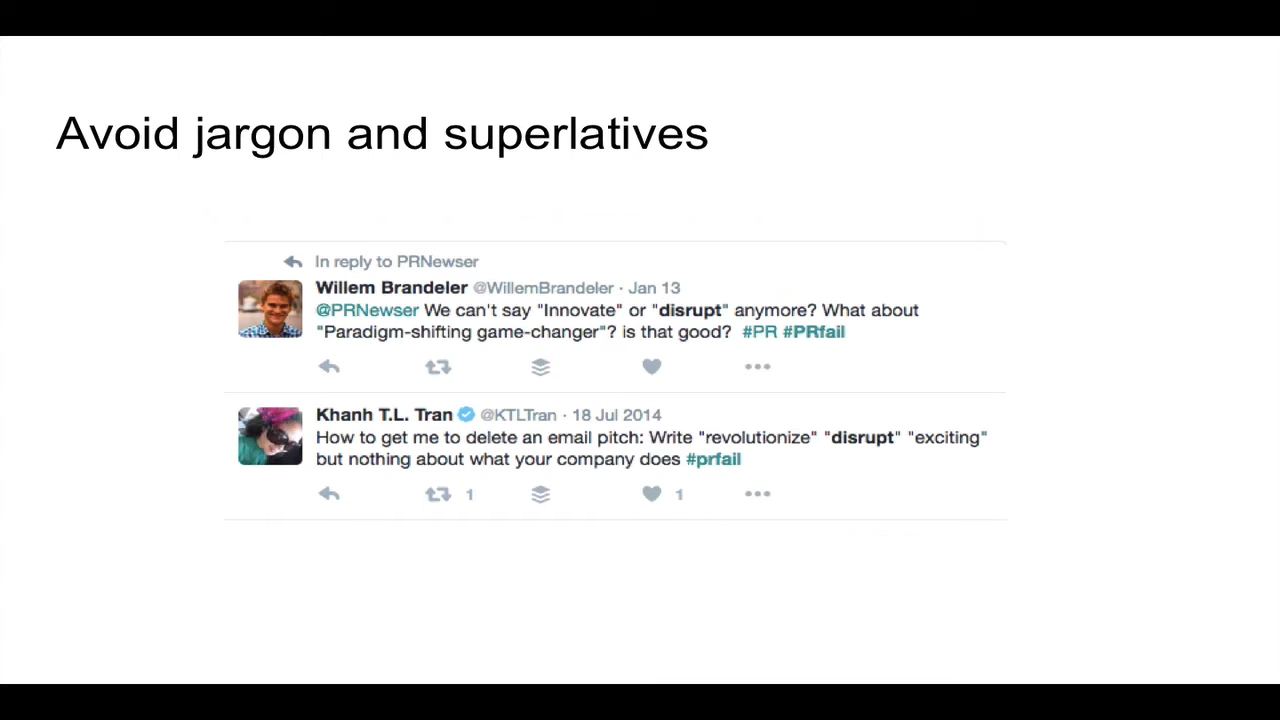 Avoid jargon and superlatives
In reply to PRNewser
Willem Brandeler @WillemBrandeler · Jan 13
@PRNewser We can't say "Innovate" or "disrupt" anymore? What about
"Paradigm-shifting game-changer"? is that good? #PR #PRfail
Khanh T.L. Tran @KTLTran · 18 Jul 2014
How to get me to delete an email pitch: Write "revolutionize" "disrupt" "exciting"
but nothing about what your company does #prfail
1 1